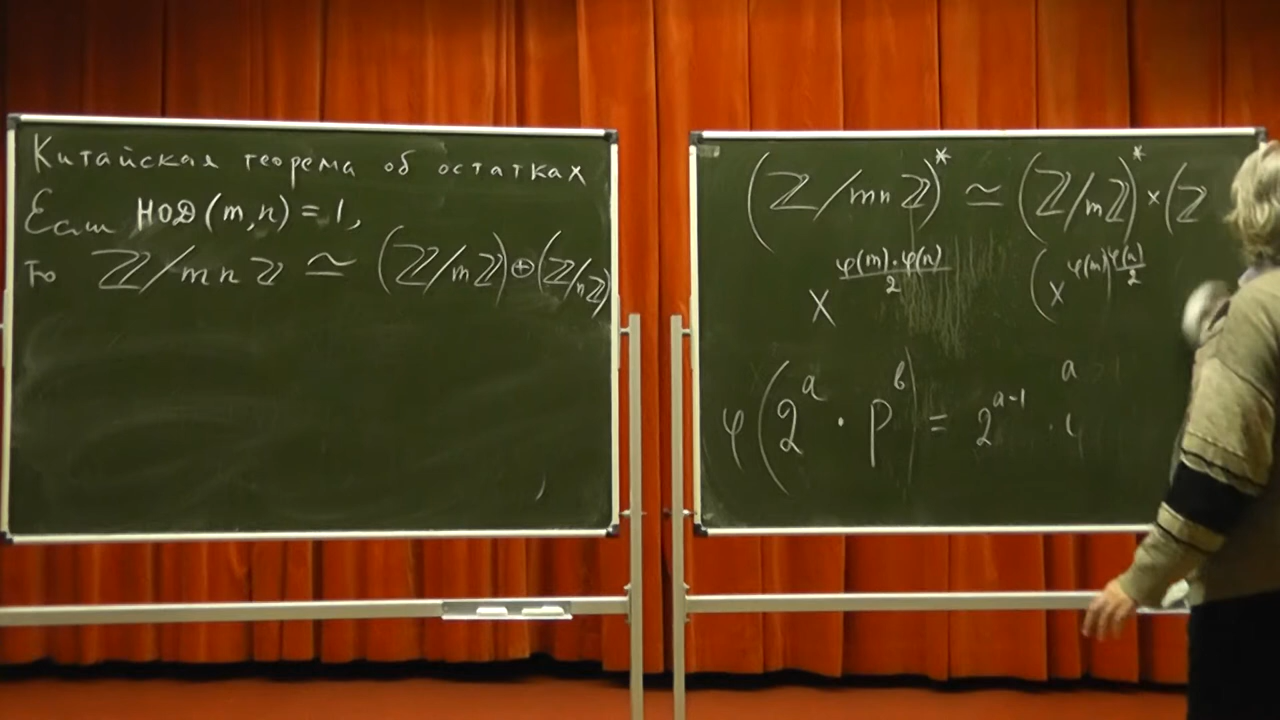 Китайская теорема об остатках
Если НОД(m,n) = 1,
то ℤ/mnℤ ≃ (ℤ/mℤ)⊕(ℤ/nℤ)
(ℤ/mnℤ)* ≃ (ℤ/mℤ)* × (ℤ
x^{φ(m)·φ(n)/2} (x^{φ(m) φ(n)/2}
a
φ(2^a · p^b) = 2^{a-1} ·